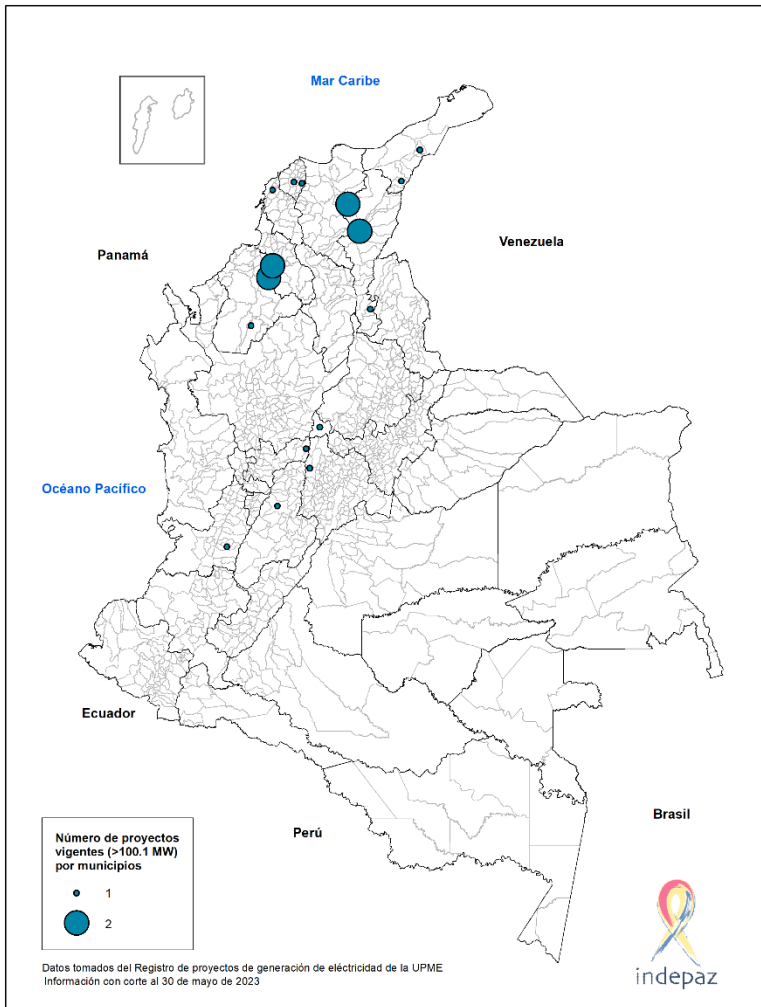 Mar Caribe
Panamá
Venezuela
Océano Pacífico
Ecuador
Perú
Brasil
Número de proyectos
vigentes (>100.1 MW)
por municipios
1
2
Datos tomados del Registro de proyectos de generación de eléctricidad de la UPME
Información con corte al 30 de mayo de 2023
indepaz